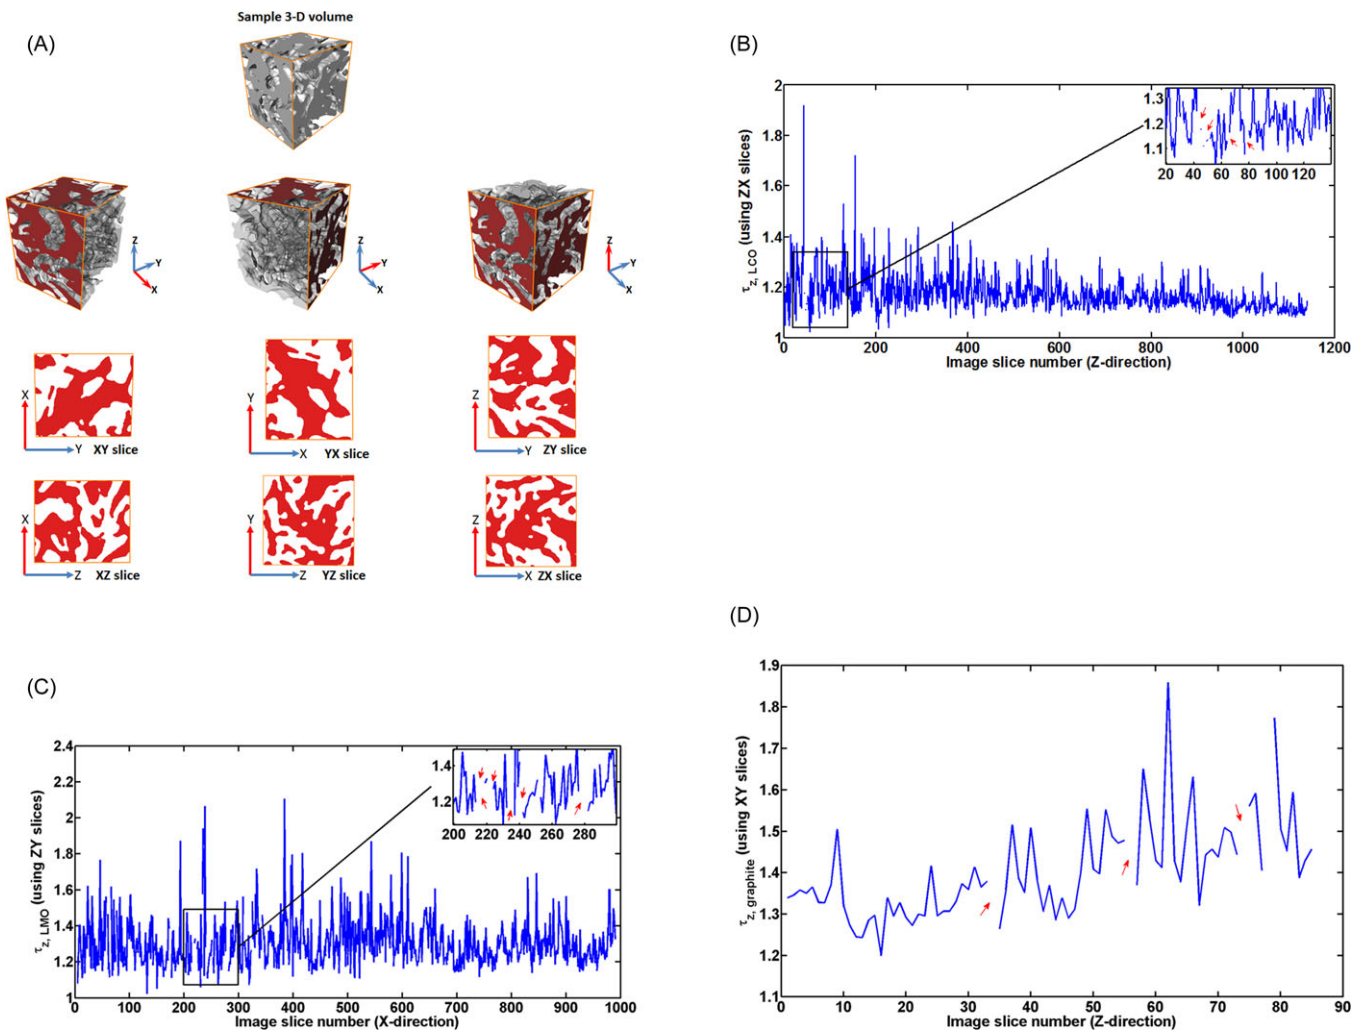 Sample 3-D volume
(A)
Z
Y
X
Z
Y
X
Z
Y
X
X
Y XY slice
Y
X YX slice
Z
Y ZY slice
X
Z XZ slice
Y
Z YZ slice
Z
X ZX slice
(B)
τz, LCO (using ZX slices)
2
1.8
1.6
1.4
1.2
1
0 200 400 600 800 1000 1200
Image slice number (Z-direction)
1.3
1.2
1.1
20 40 60 80 100 120
(C)
τz, LMO (using ZY slices)
2.4
2.2
2
1.8
1.6
1.4
1.2
1
0 100 200 300 400 500 600 700 800 900 1000
Image slice number (X-direction)
1.4
1.2
200 220 240 260 280
(D)
τz, graphite (using XY slices)
1.9
1.8
1.7
1.6
1.5
1.4
1.3
1.2
1.1
0 10 20 30 40 50 60 70 80 90
Image slice number (Z-direction)